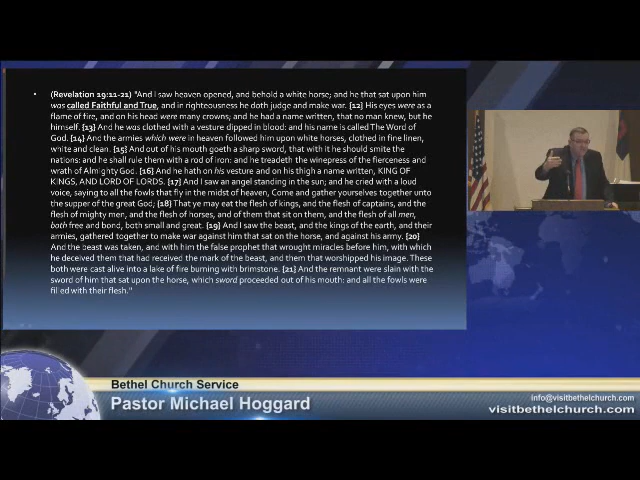 • (Revelation 19:11-21) "And I saw heaven opened, and behold a white horse; and he that sat upon him
was called Faithful and True, and in righteousness he doth judge and make war. [12] His eyes were as a
flame of fire, and on his head were many crowns; and he had a name written, that no man knew, but he
himself. [13] And he was clothed with a vesture dipped in blood: and his name is called The Word of
God. [14] And the armies which were in heaven followed him upon white horses, clothed in fine linen,
white and clean. [15] And out of his mouth goeth a sharp sword, that with it he should smite the
nations: and he shall rule them with a rod of iron: and he treadeth the winepress of the fierceness and
wrath of Almighty God. [16] And he hath on his vesture and on his thigh a name written, KING OF
KINGS, AND LORD OF LORDS. [17] And I saw an angel standing in the sun; and he cried with a loud
voice, saying to all the fowls that fly in the midst of heaven, Come and gather yourselves together unto
the supper of the great God; [18] That ye may eat the flesh of kings, and the flesh of captains, and the
flesh of mighty men, and the flesh of horses, and of them that sit on them, and the flesh of all men,
both free and bond, both small and great. [19] And I saw the beast, and the kings of the earth, and their
armies, gathered together to make war against him that sat on the horse, and against his army. [20]
And the beast was taken, and with him the false prophet that wrought miracles before him, with which
he deceived them that had received the mark of the beast, and them that worshipped his image. These
both were cast alive into a lake of fire burning with brimstone. [21] And the remnant were slain with the
sword of him that sat upon the horse, which sword proceeded out of his mouth: and all the fowls were
filled with their flesh."
Bethel Church Service
Pastor Michael Hoggard
info@visitbethelchurch.com
visitbethelchurch.com